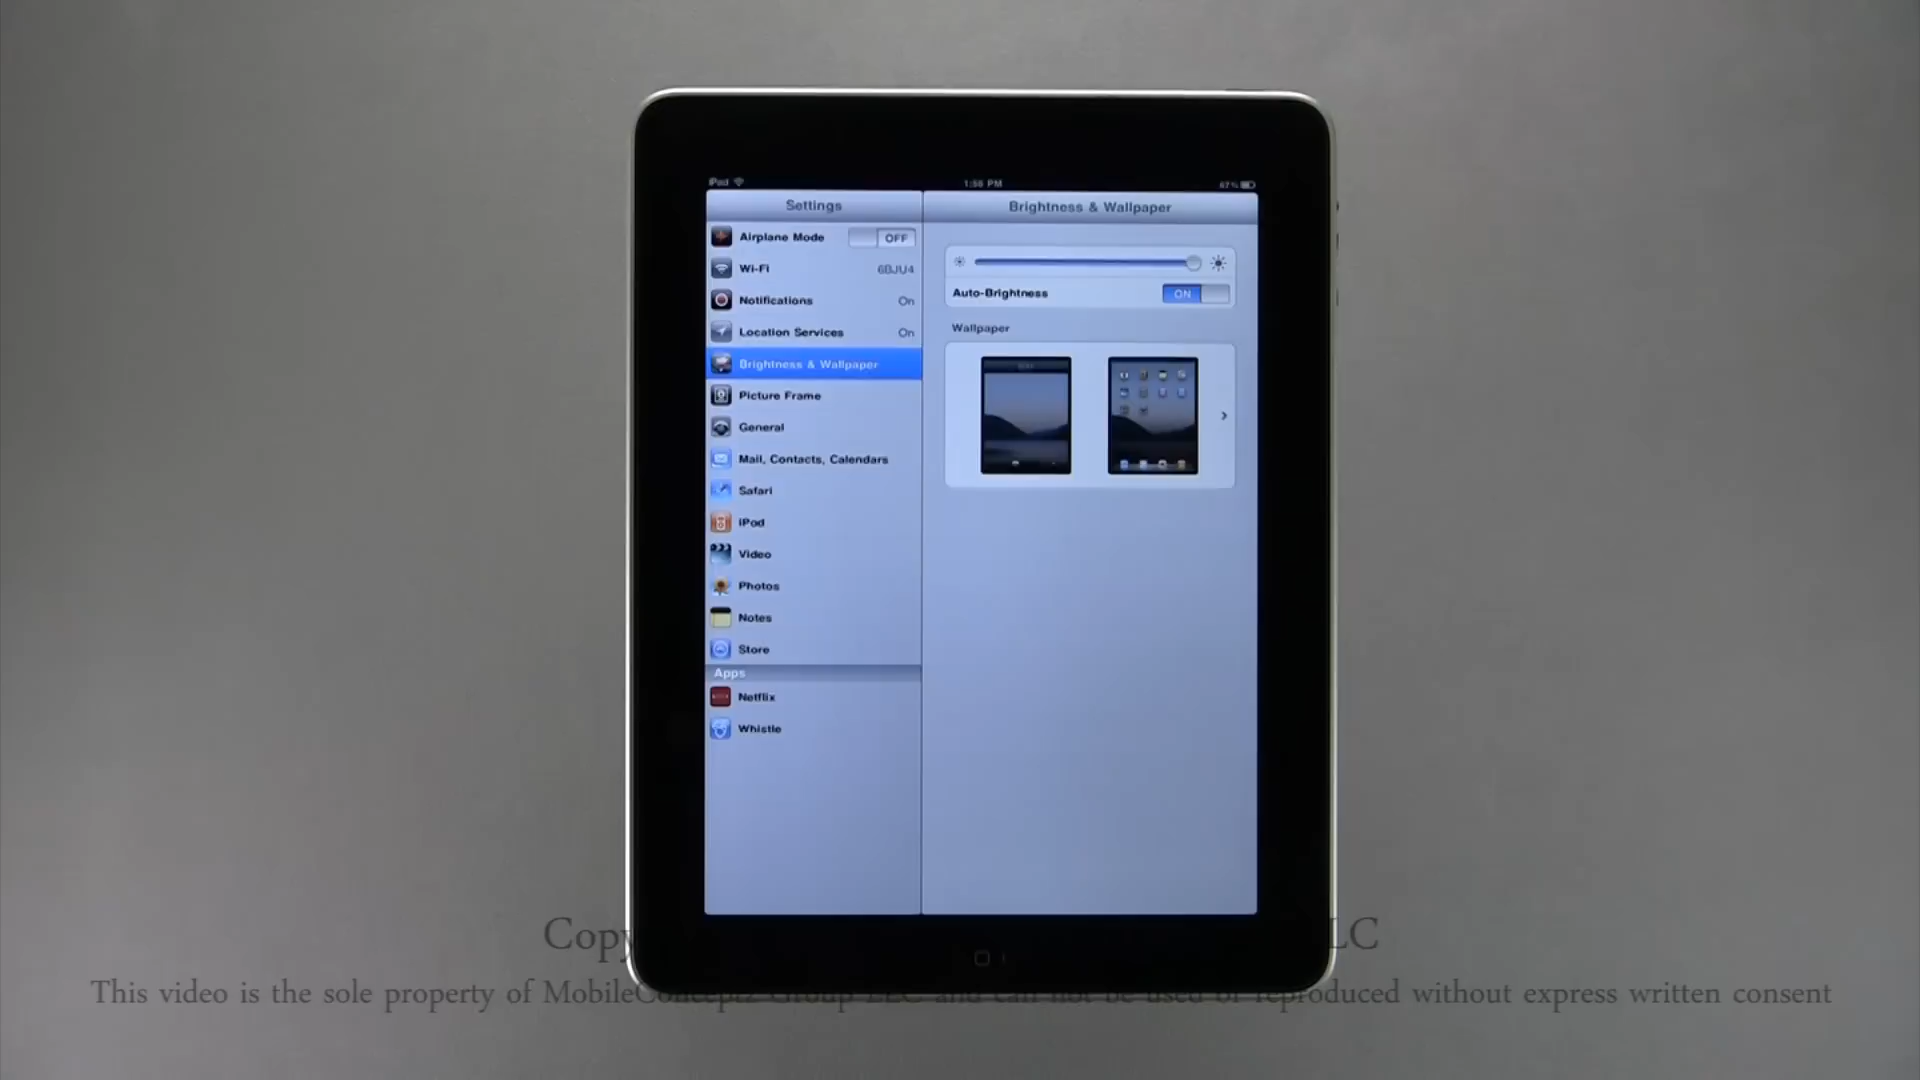 iPod 1:56 PM 67%
Settings
Brightness & Wallpaper
Airplane Mode OFF
Wi-Fi 6BJU4
Notifications On
Location Services On
Brightness & Wallpaper
Picture Frame
General
Mail, Contacts, Calendars
Safari
iPod
Video
Photos
Notes
Store
Apps
Netflix
Whistle
Auto-Brightness ON
Wallpaper
LC
This video is the sole property of MobileConceptz Group LLC and can not be used or reproduced without express written consent